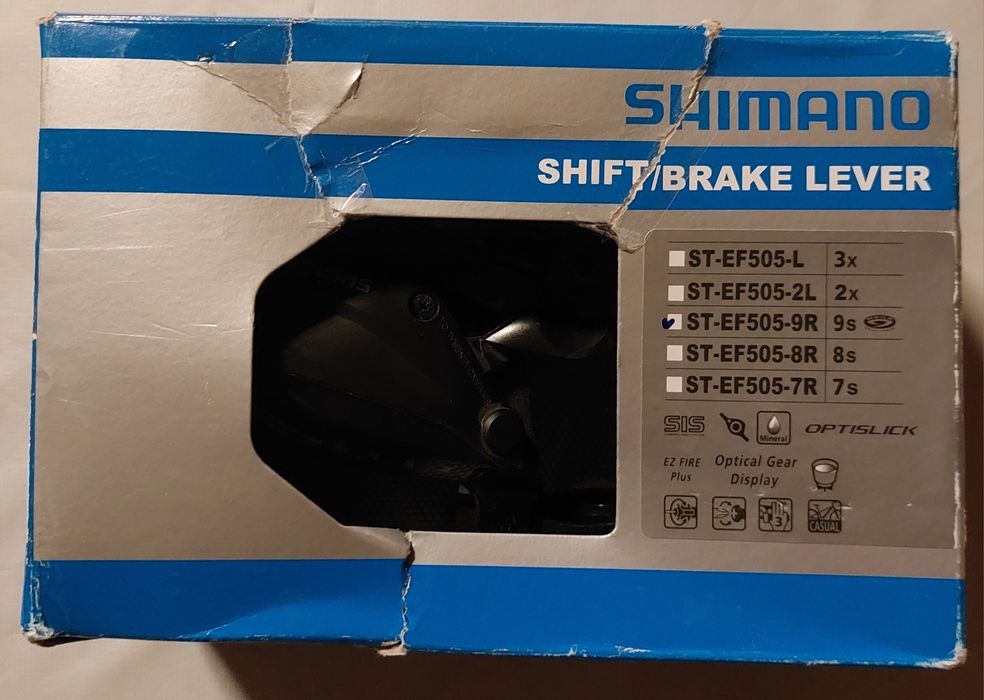 SHIMANO
SHIFT/BRAKE LEVER
ST-EF505-L 3x
ST-EF505-2L 2x
ST-EF505-9R 9s
ST-EF505-8R 8s
ST-EF505-7R 7s
SIS
Mineral
OPTISLICK
EZ FIRE
Plus
Optical Gear
Display
3
CASUAL